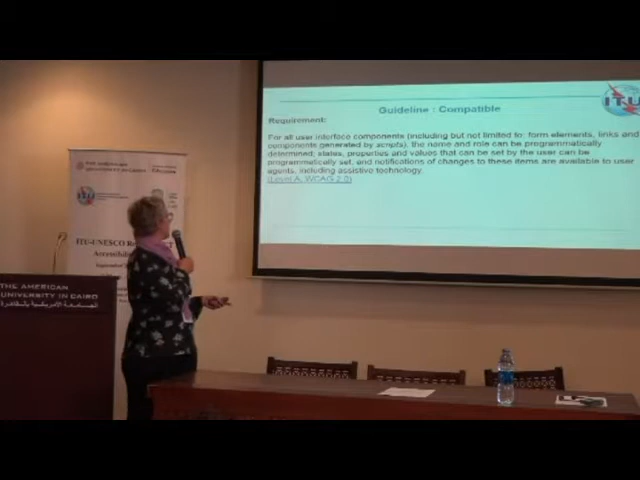 ITU
Guideline : Compatible
Requirement:
For all user interface components (including but not limited to: form elements, links and
components generated by scripts), the name and role can be programmatically
determined; states, properties and values that can be set by the user can be
programmatically set; and notifications of changes to these items are available to user
agents, including assistive technology.
(Level A, WCAG 2.0)
THE AMERICAN
ITU-UNESCO
THE AMERICAN
UNIVERSITY IN CAIRO
الجامعة الأمريكية بالقاهرة